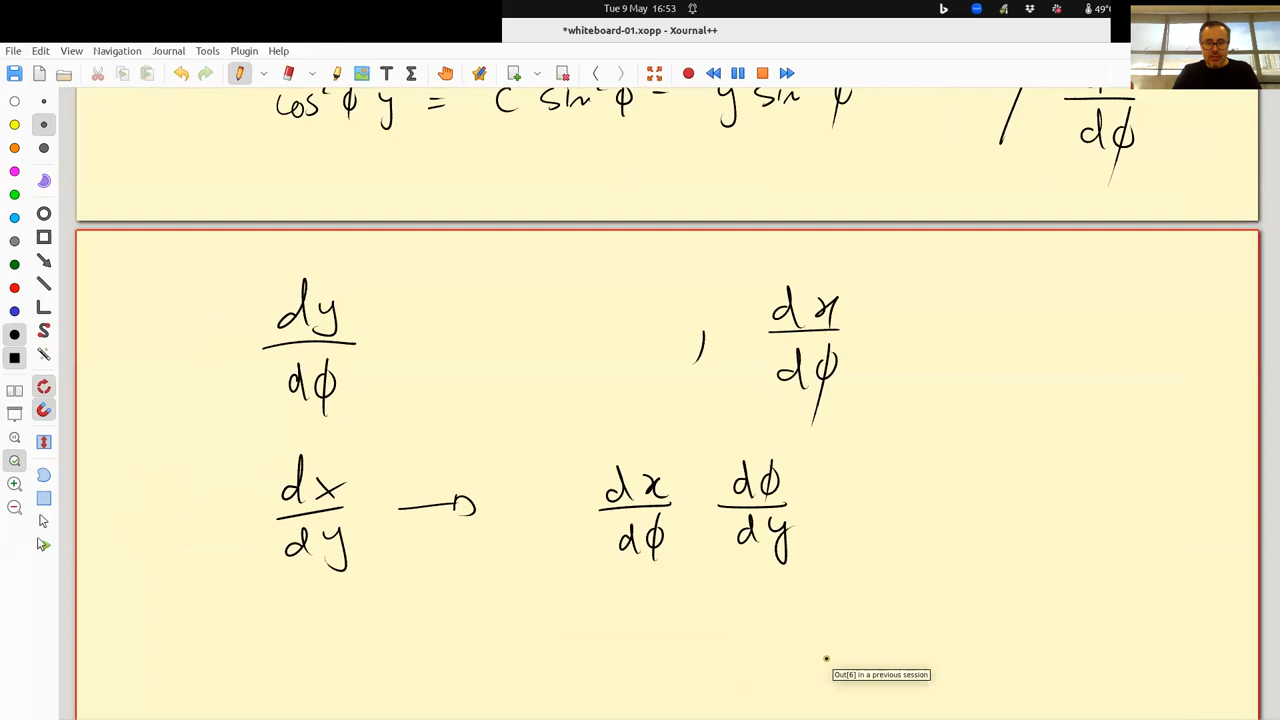 Tue 9 May 16:53
49°C
*whiteboard-01.xopp - Xournal++
File Edit View Navigation Journal Tools Plugin Help
cos²ϕ y = C sin²ϕ - y sin ϕ /
dϕ
dy/dϕ , dx/dϕ
dx/dy → dx/dϕ dϕ/dy
Out[6] in a previous session